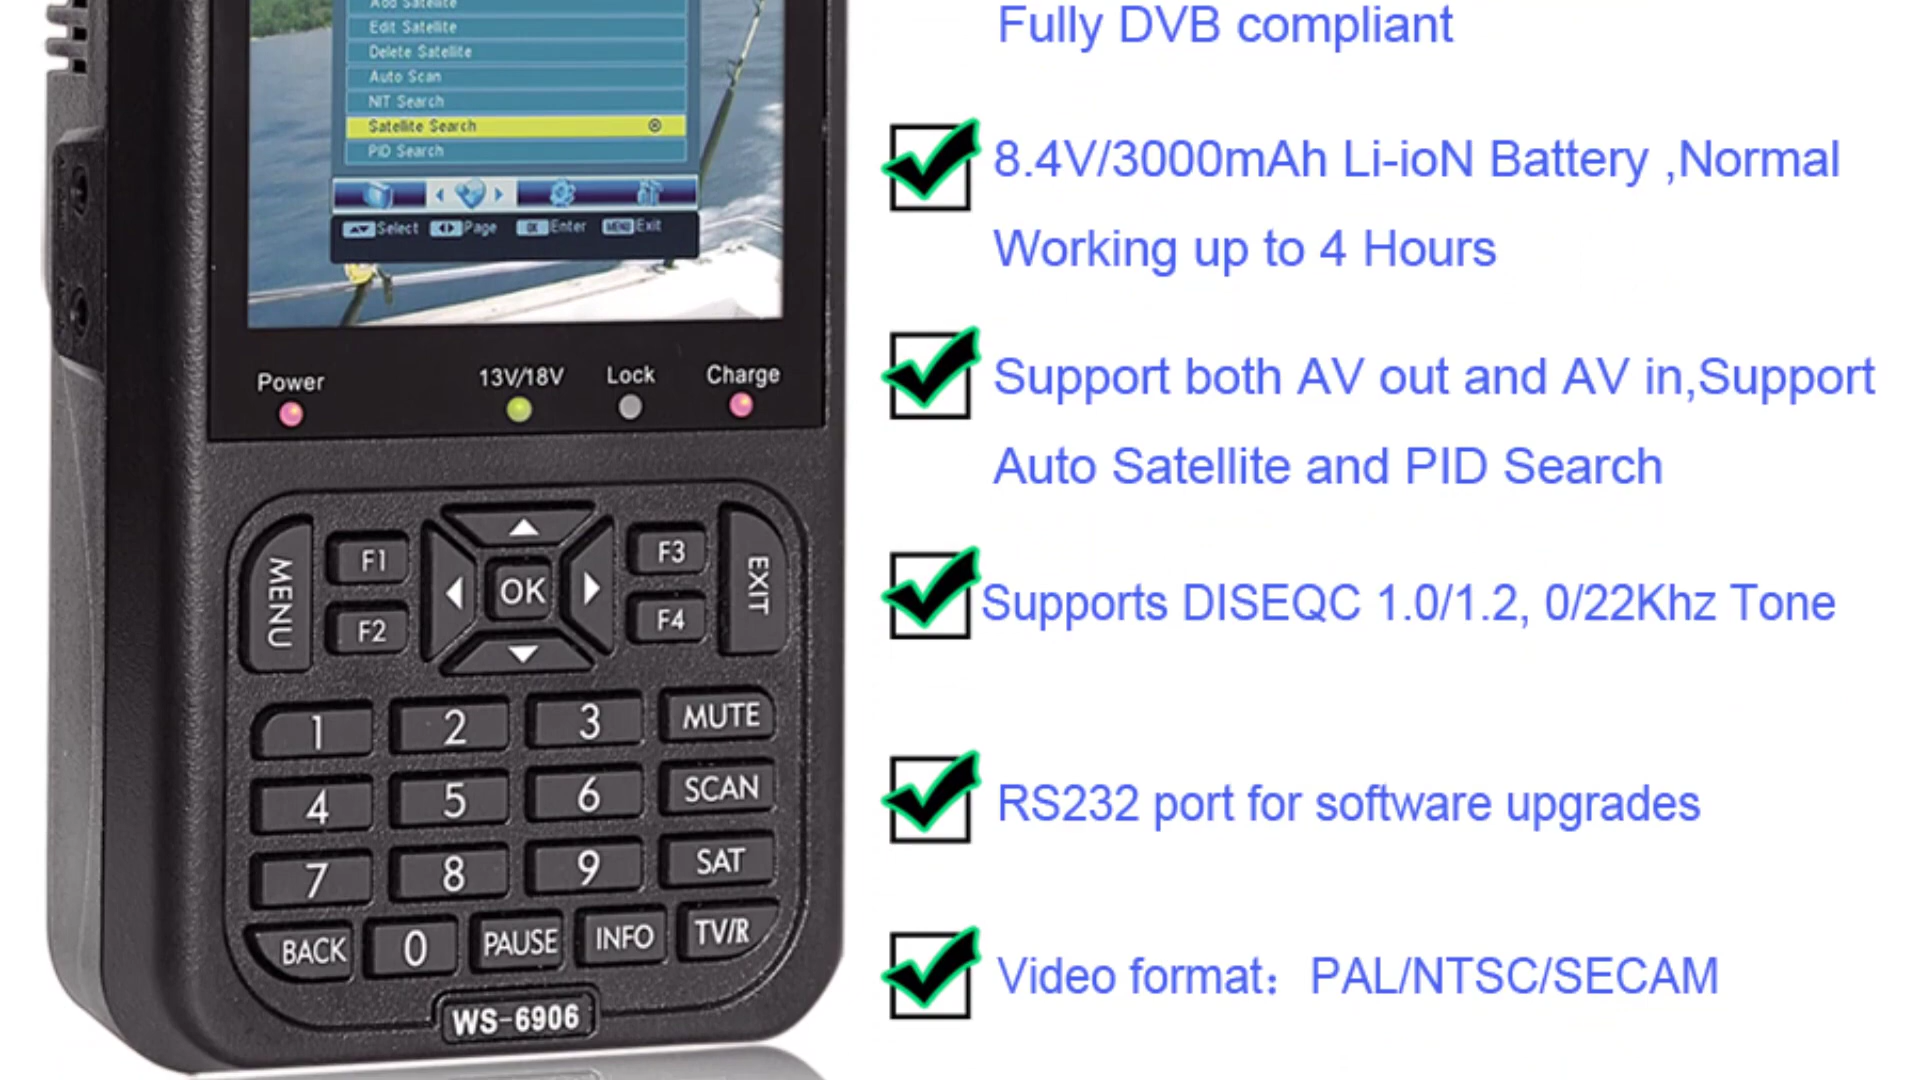 Add Satellite
Edit Satellite
Delete Satellite
Auto Scan
NIT Search
Satellite Search
PID Search
Select Page OK Enter MENU Exit
Power 13V/18V Lock Charge
MENU F1 F2 OK F3 F4 EXIT
1 2 3 MUTE
4 5 6 SCAN
7 8 9 SAT
BACK 0 PAUSE INFO TV/R
WS-6906
Fully DVB compliant
8.4V/3000mAh Li-ioN Battery ,Normal
Working up to 4 Hours
Support both AV out and AV in,Support
Auto Satellite and PID Search
Supports DISEQC 1.0/1.2, 0/22Khz Tone
RS232 port for software upgrades
Video format：PAL/NTSC/SECAM